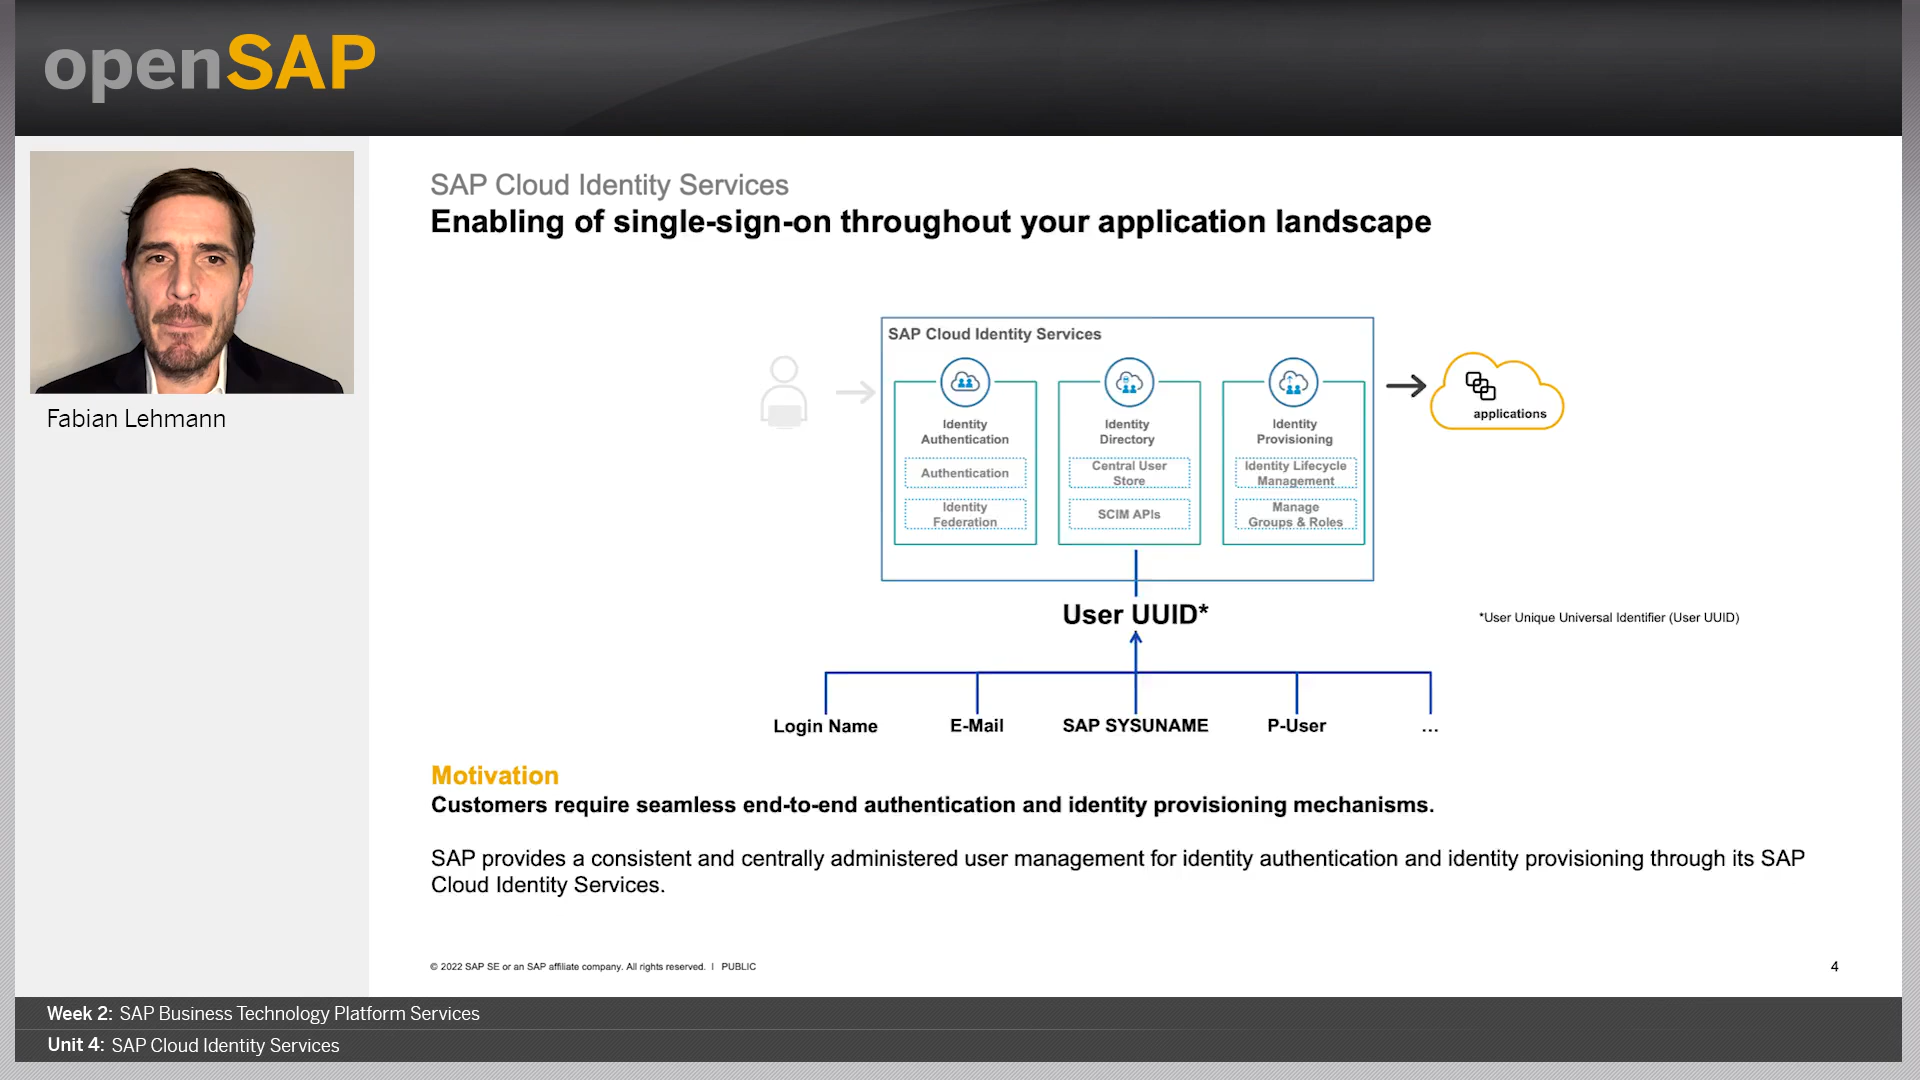 openSAP
Fabian Lehmann
SAP Cloud Identity Services
Enabling of single-sign-on throughout your application landscape
SAP Cloud Identity Services
Identity
Authentication
Authentication
Identity
Federation
Identity
Directory
Central User
Store
SCIM APIs
Identity
Provisioning
Identity Lifecycle
Management
Manage
Groups & Roles
applications
User UUID*
*User Unique Universal Identifier (User UUID)
Login Name
E-Mail
SAP SYSUNAME
P-User
...
Motivation
Customers require seamless end-to-end authentication and identity provisioning mechanisms.
SAP provides a consistent and centrally administered user management for identity authentication and identity provisioning through its SAP
Cloud Identity Services.
© 2022 SAP SE or an SAP affiliate company. All rights reserved. I PUBLIC
4
Week 2: SAP Business Technology Platform Services
Unit 4: SAP Cloud Identity Services